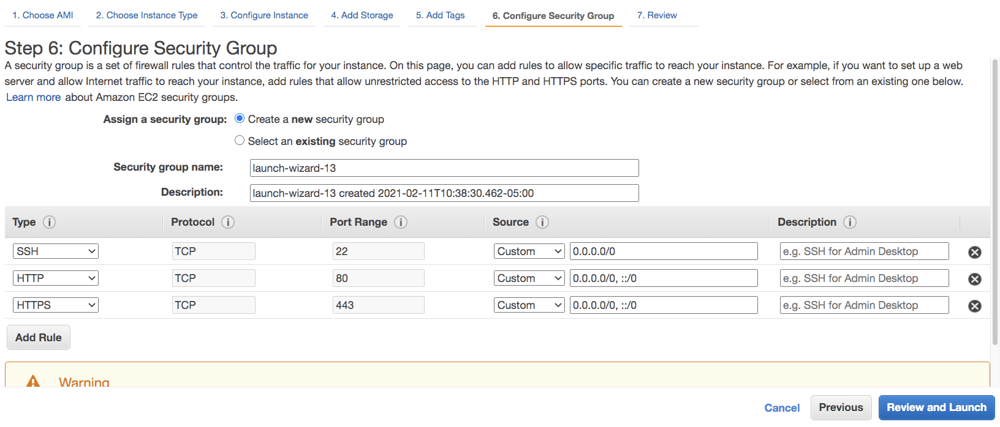 1. Choose AMI 2. Choose Instance Type 3. Configure Instance 4. Add Storage 5. Add Tags 6. Configure Security Group 7. Review
Step 6: Configure Security Group
A security group is a set of firewall rules that control the traffic for your instance. On this page, you can add rules to allow specific traffic to reach your instance. For example, if you want to set up a web
server and allow Internet traffic to reach your instance, add rules that allow unrestricted access to the HTTP and HTTPS ports. You can create a new security group or select from an existing one below.
Learn more about Amazon EC2 security groups.
Assign a security group: Create a new security group
Select an existing security group
Security group name: launch-wizard-13
Description: launch-wizard-13 created 2021-02-11T10:38:30.462-05:00
Type i Protocol i Port Range i Source i Description i
SSH TCP 22 Custom 0.0.0.0/0 e.g. SSH for Admin Desktop
HTTP TCP 80 Custom 0.0.0.0/0, ::/0 e.g. SSH for Admin Desktop
HTTPS TCP 443 Custom 0.0.0.0/0, ::/0 e.g. SSH for Admin Desktop
Add Rule
Warning
Cancel Previous Review and Launch